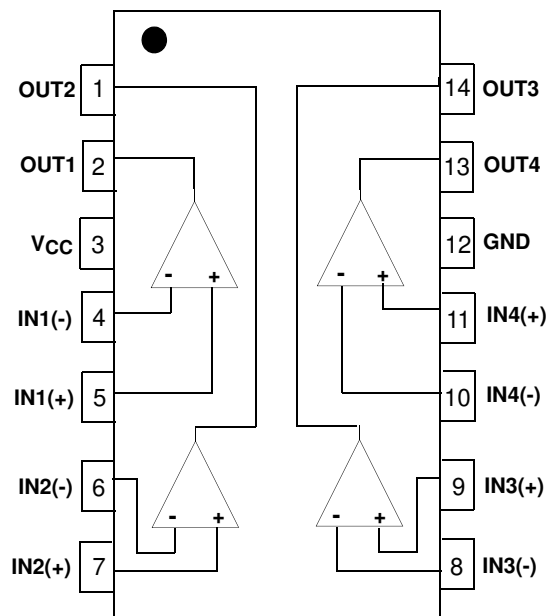 OUT2 1 14 OUT3
OUT1 2 13 OUT4
VCC 3 12 GND
- + - +
IN1(-) 4 11 IN4(+)
IN1(+) 5 10 IN4(-)
IN2(-) 6 9 IN3(+)
- + - +
IN2(+) 7 8 IN3(-)